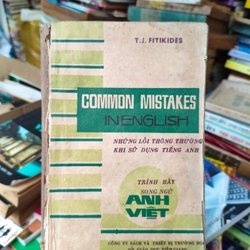 T.J. FITIKIDES
COMMON MISTAKES
IN ENGLISH
NHỮNG LỖI THÔNG THƯỜNG
KHI SỬ DỤNG TIẾNG ANH
TRÌNH BÀY
SONG NGỮ
ANH
VIỆT
CÔNG TY SÁCH VÀ THIẾT BỊ TRƯỜNG HỌC